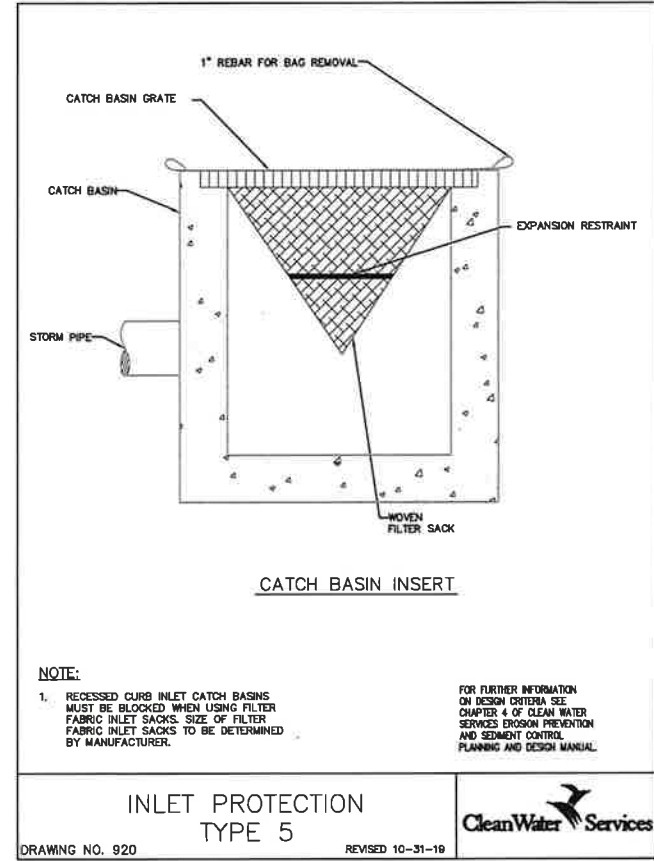 1" REBAR FOR BAG REMOVAL
CATCH BASIN GRATE
CATCH BASIN
EXPANSION RESTRAINT
STORM PIPE
WOVEN
FILTER SACK
CATCH BASIN INSERT
NOTE:
1. RECESSED CURB INLET CATCH BASINS
MUST BE BLOCKED WHEN USING FILTER
FABRIC INLET SACKS. SIZE OF FILTER
FABRIC INLET SACKS TO BE DETERMINED
BY MANUFACTURER.
FOR FURTHER INFORMATION
ON DESIGN CRITERIA SEE
CHAPTER 4 OF CLEAN WATER
SERVICES EROSION PREVENTION
AND SEDIMENT CONTROL
PLANNING AND DESIGN MANUAL.
INLET PROTECTION
TYPE 5
DRAWING NO. 920
REVISED 10-31-19
CleanWater Services